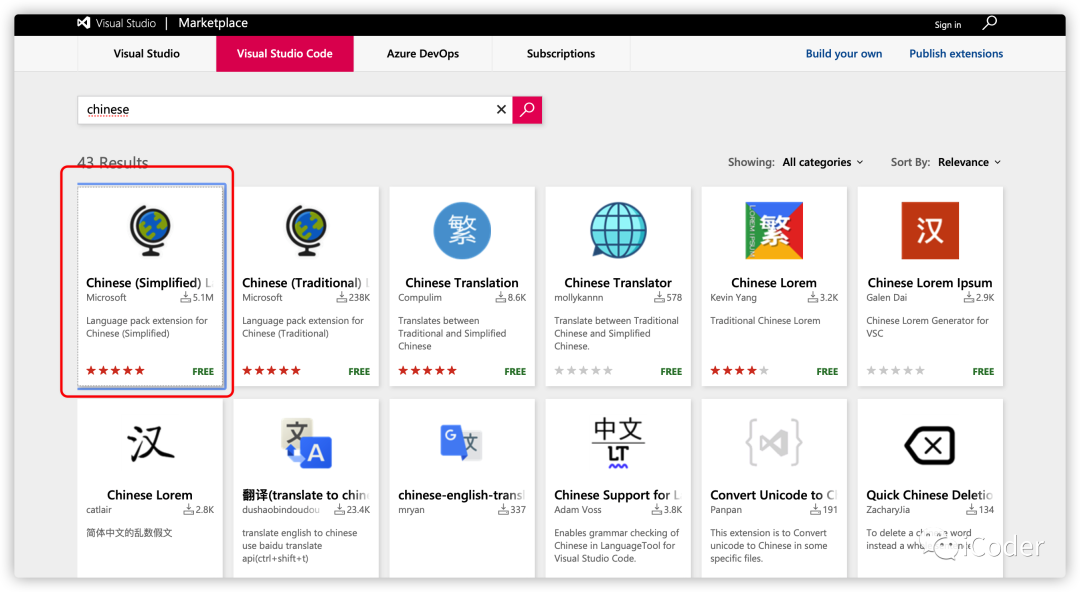 Visual Studio | Marketplace
Sign in
Visual Studio
Visual Studio Code
Azure DevOps
Subscriptions
Build your own
Publish extensions
chinese
43 Results
Showing: All categories
Sort By: Relevance
Chinese (Simplified) L
Microsoft 5.1M
Language pack extension for
Chinese (Simplified)
FREE
Chinese (Traditional) L
Microsoft 238K
Language pack extension for
Chinese (Traditional)
FREE
繁
Chinese Translation
Compulim 8.6K
Translates between
Traditional and Simplified
Chinese
FREE
Chinese Translator
mollykannn 578
Translate between Traditional
Chinese and Simplified
Chinese.
FREE
LOREM IPSUM
繁
Chinese Lorem
Kevin Yang 3.2K
Traditional Chinese Lorem
FREE
汉
Chinese Lorem Ipsum
Galen Dai 2.9K
Chinese Lorem Generator for
VSC
FREE
汉
Chinese Lorem
catlair 2.8K
简体中文的乱数假文
文 A
翻译(translate to chin
dushaobindoudou 23.4K
translate english to chinese
use baidu translate
api(ctrl+shift+t)
G 文
chinese-english-transl
mryan 337
中文
LT
Chinese Support for L
Adam Voss 3.8K
Enables grammar checking of
Chinese in LanguageTool for
Visual Studio Code.
Convert Unicode to C
Panpan 191
This extension is to Convert
unicode to Chinese in some
specific files.
Quick Chinese Deletio
ZacharyJia 134
To delete a chinese word
instead a
iCoder